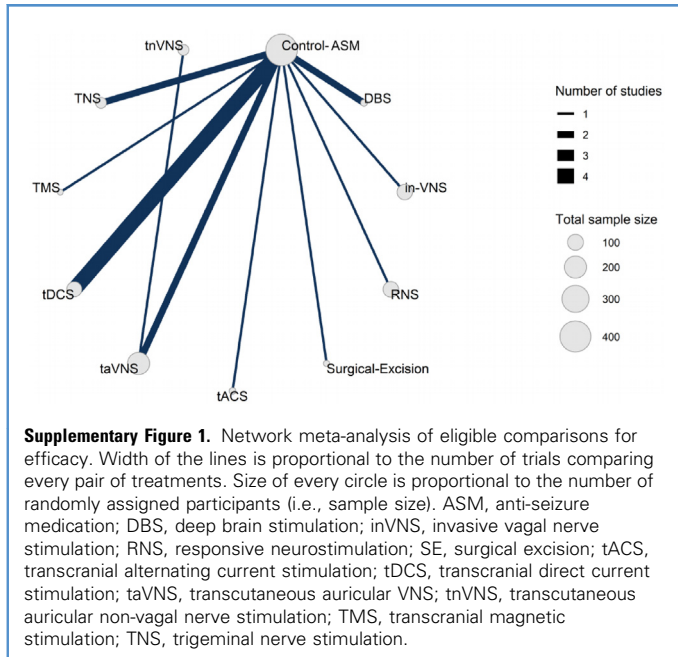 tnVNS
Control-ASM
TNS
DBS
TMS
in-VNS
tDCS
RNS
taVNS
Surgical-Excision
tACS
Number of studies
1
2
3
4
Total sample size
100
200
300
400
Supplementary Figure 1. Network meta-analysis of eligible comparisons for
efficacy. Width of the lines is proportional to the number of trials comparing
every pair of treatments. Size of every circle is proportional to the number of
randomly assigned participants (i.e., sample size). ASM, anti-seizure
medication; DBS, deep brain stimulation; inVNS, invasive vagal nerve
stimulation; RNS, responsive neurostimulation; SE, surgical excision; tACS,
transcranial alternating current stimulation; tDCS, transcranial direct current
stimulation; taVNS, transcutaneous auricular VNS; tnVNS, transcutaneous
auricular non-vagal nerve stimulation; TMS, transcranial magnetic
stimulation; TNS, trigeminal nerve stimulation.